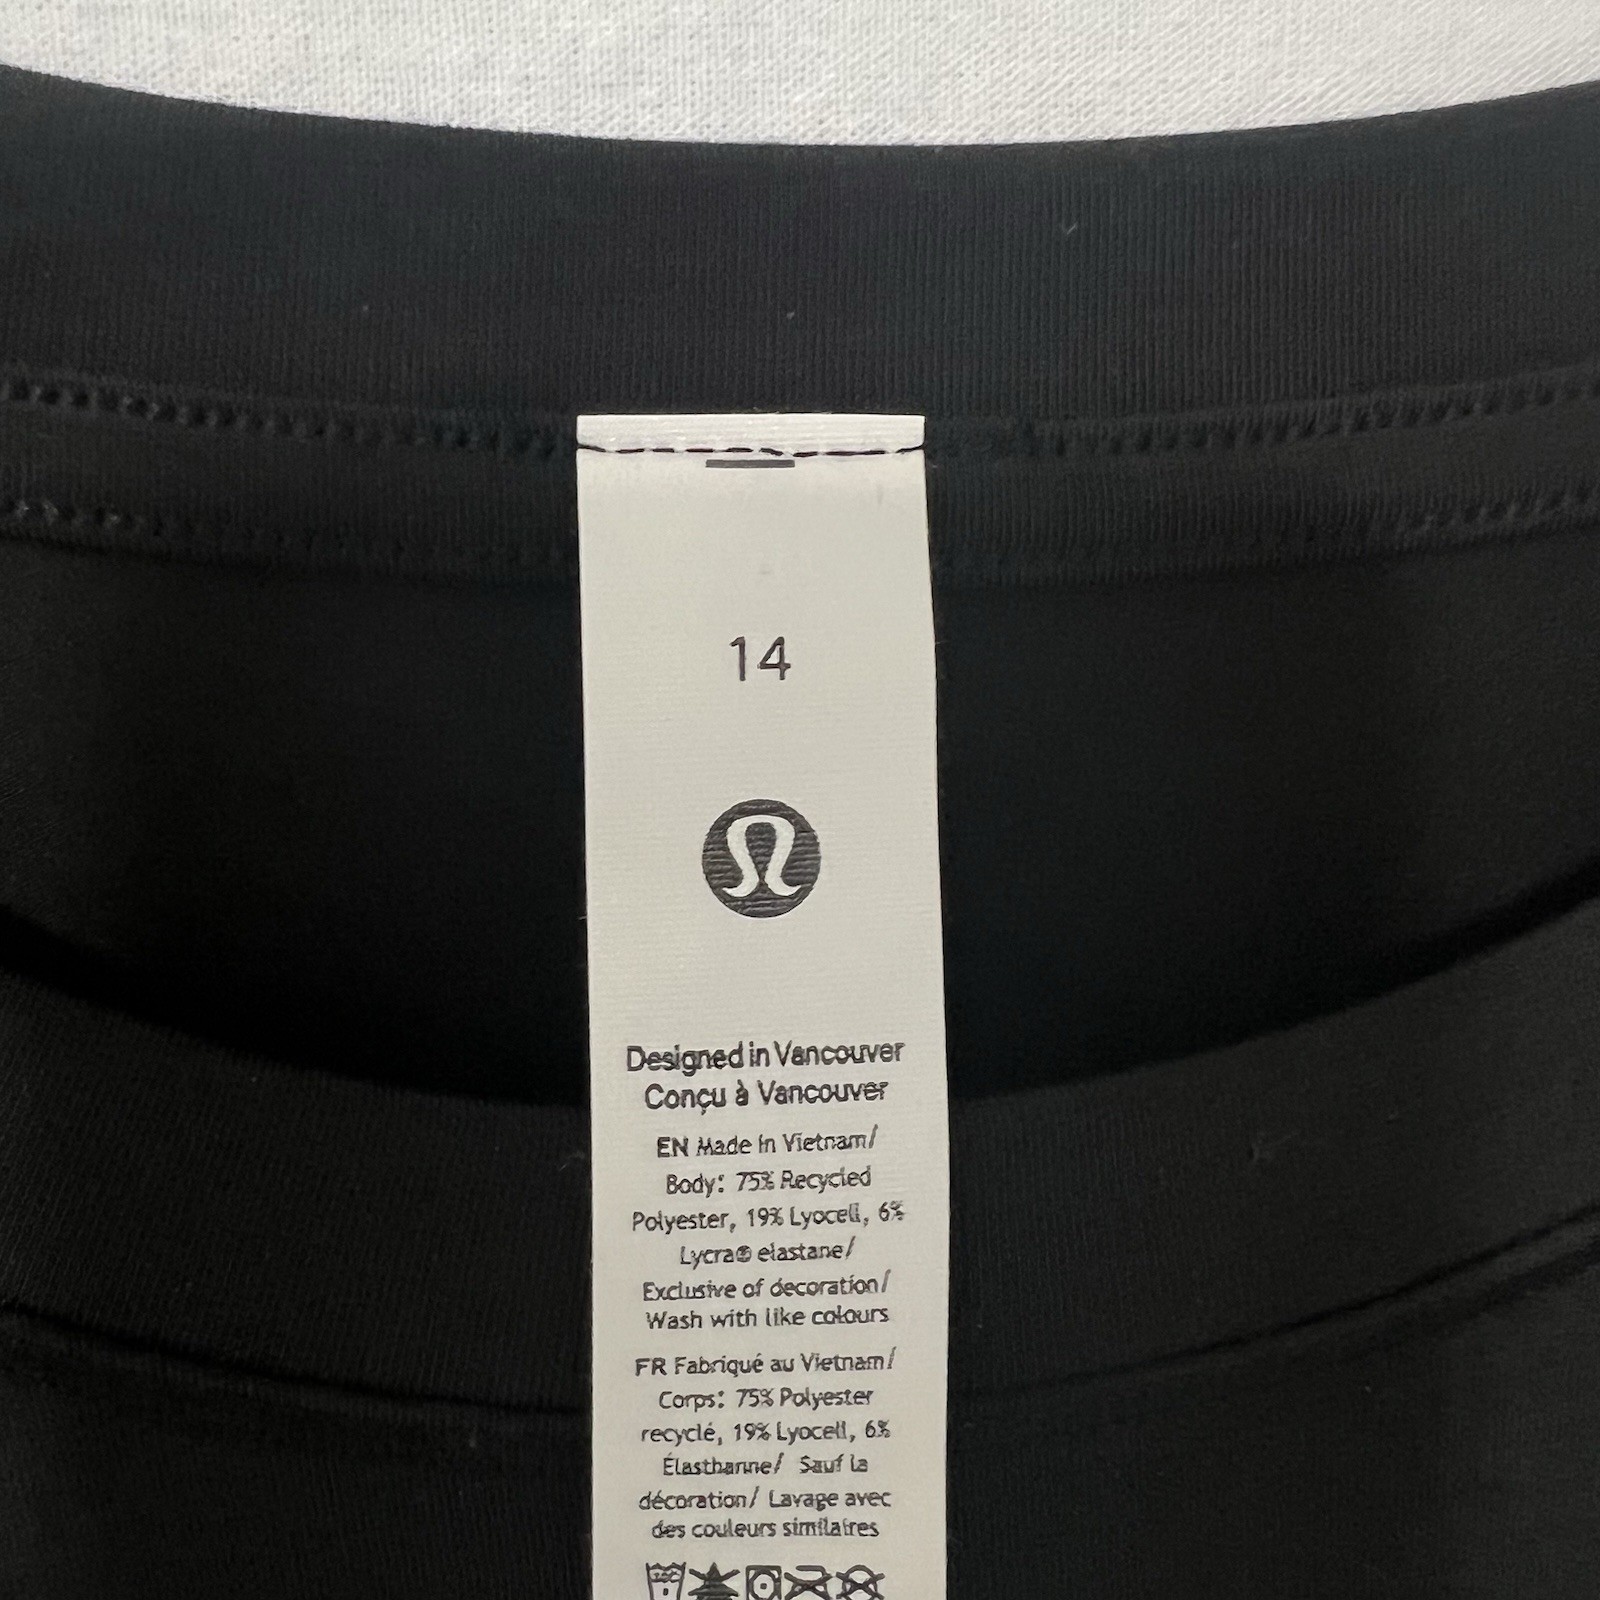 14
Designed in Vancouver
Conçu à Vancouver
EN Made in Vietnam/
Body: 75% Recycled
Polyester, 19% Lyocell, 6%
Lycra® elastane/
Exclusive of decoration/
Wash with like colours
FR Fabriqué au Vietnam/
Corps: 75% Polyester
recyclé, 19% Lyocell, 6%
Élasthanne/ Sauf la
décoration/ Lavage avec
des couleurs similaires